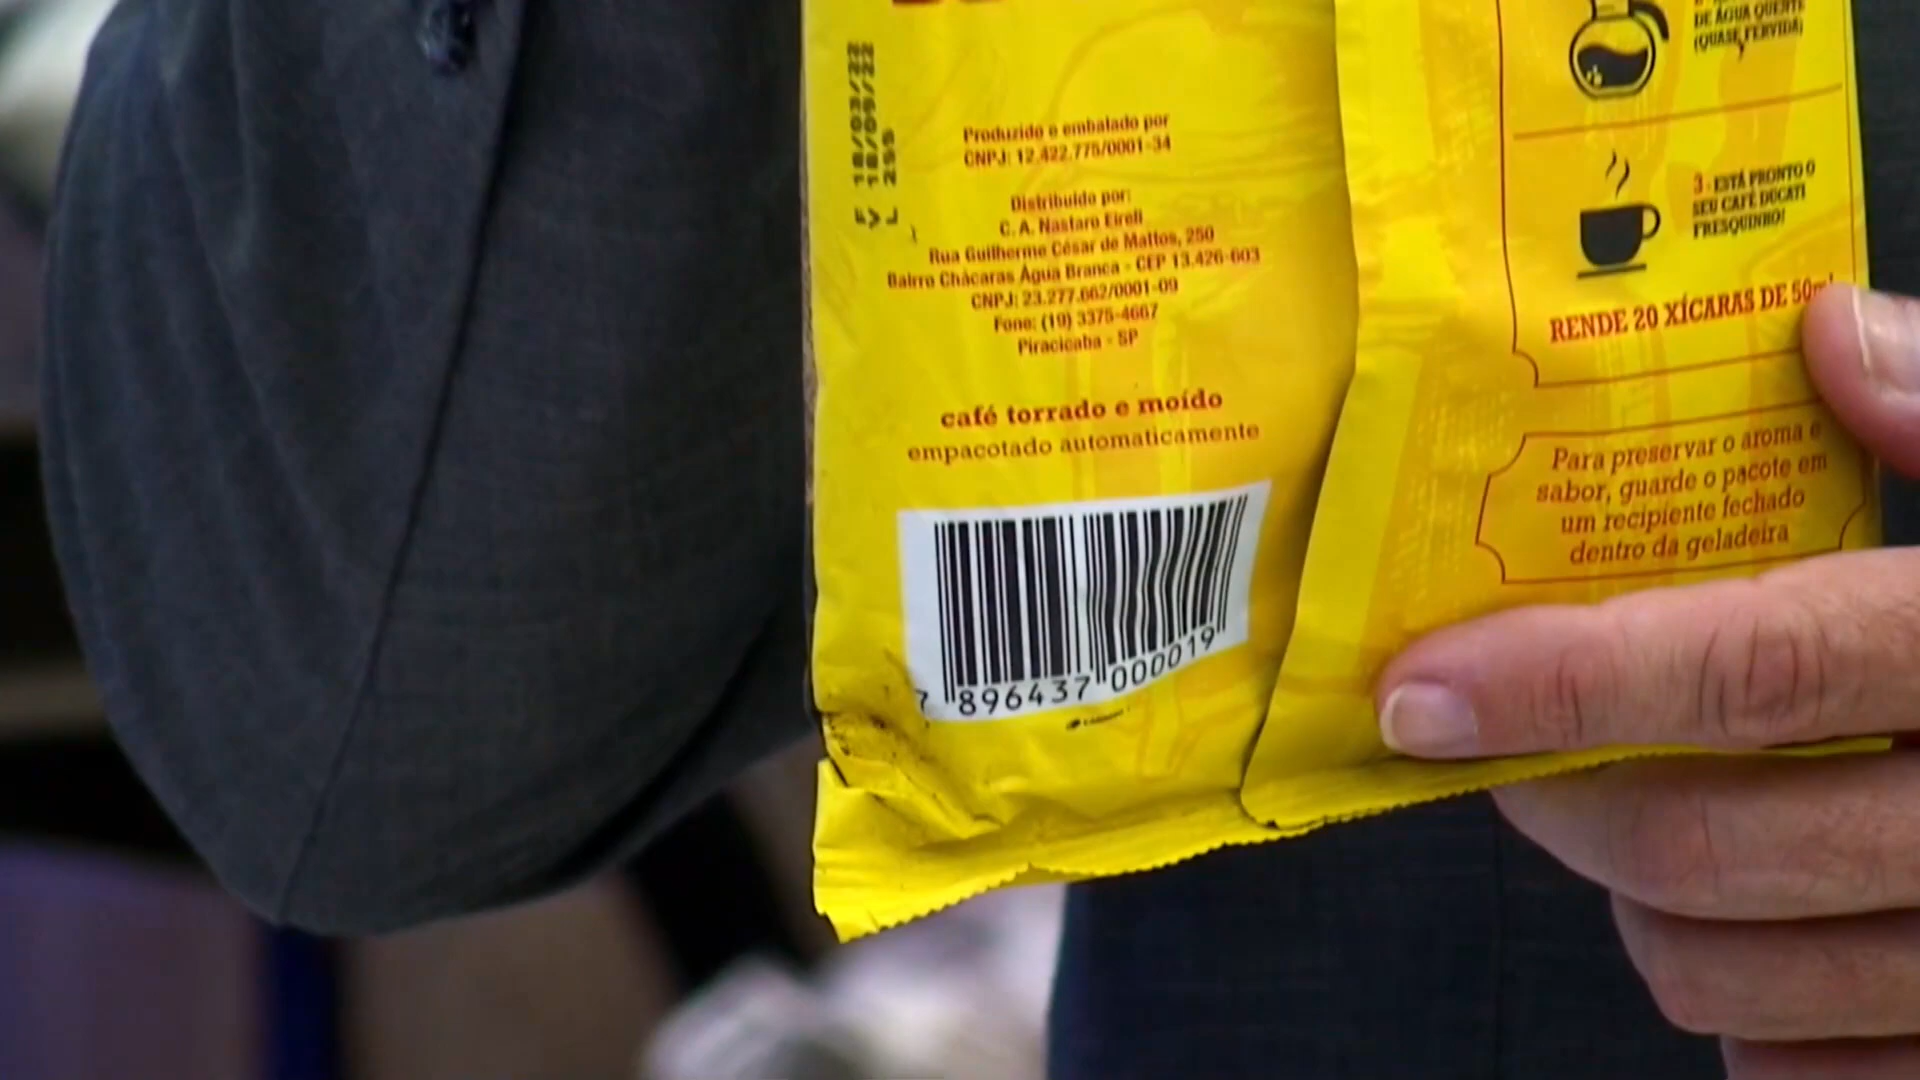 F 18/03/22
V 18/09/22
L 255
Produzido e embalado por
CNPJ: 12.422.775/0001-34
Distribuido por:
C. A. Nastaro Eireli
Rua Guilherme César de Mattos, 250
Bairro Chácaras Água Branca - CEP 13.426-603
CNPJ: 23.277.662/0001-09
Fone: (19) 3375-4667
Piracicaba - SP
café torrado e moído
empacotado automaticamente
7 896437 000019
DE ÁGUA QUENTE
(QUASE FERVIDA)
3 - ESTÁ PRONTO O
SEU CAFÉ DUCATI
FRESQUINHO!
RENDE 20 XÍCARAS DE 50ml
Para preservar o aroma e
sabor, guarde o pacote em
um recipiente fechado
dentro da geladeira